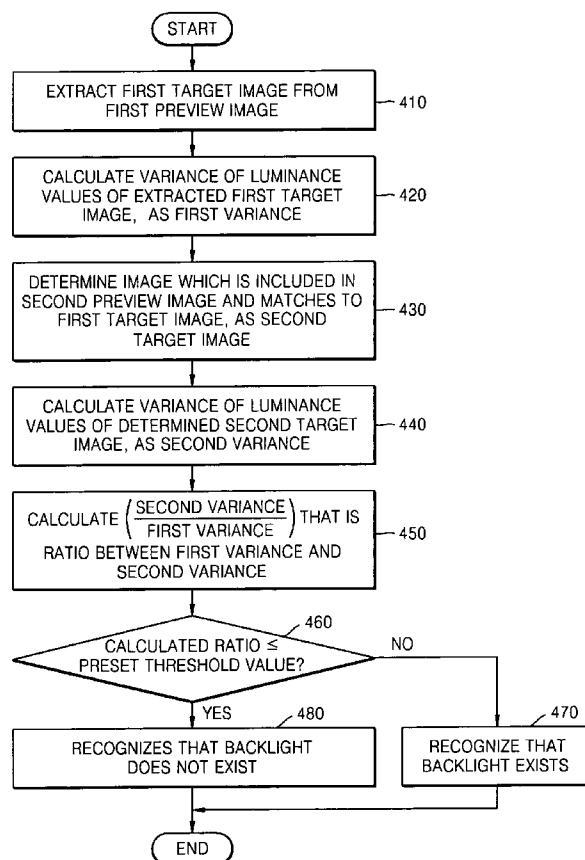 START
EXTRACT FIRST TARGET IMAGE FROM
FIRST PREVIEW IMAGE
410
CALCULATE VARIANCE OF LUMINANCE
VALUES OF EXTRACTED FIRST TARGET
IMAGE, AS FIRST VARIANCE
420
DETERMINE IMAGE WHICH IS INCLUDED IN
SECOND PREVIEW IMAGE AND MATCHES TO
FIRST TARGET IMAGE, AS SECOND
TARGET IMAGE
430
CALCULATE VARIANCE OF LUMINANCE
VALUES OF DETERMINED SECOND TARGET
IMAGE, AS SECOND VARIANCE
440
CALCULATE (SECOND VARIANCE
FIRST VARIANCE) THAT IS
RATIO BETWEEN FIRST VARIANCE AND
SECOND VARIANCE
450
460
CALCULATED RATIO ≤
PRESET THRESHOLD VALUE?
NO
YES
480
470
RECOGNIZES THAT BACKLIGHT
DOES NOT EXIST
RECOGNIZE THAT
BACKLIGHT EXISTS
END